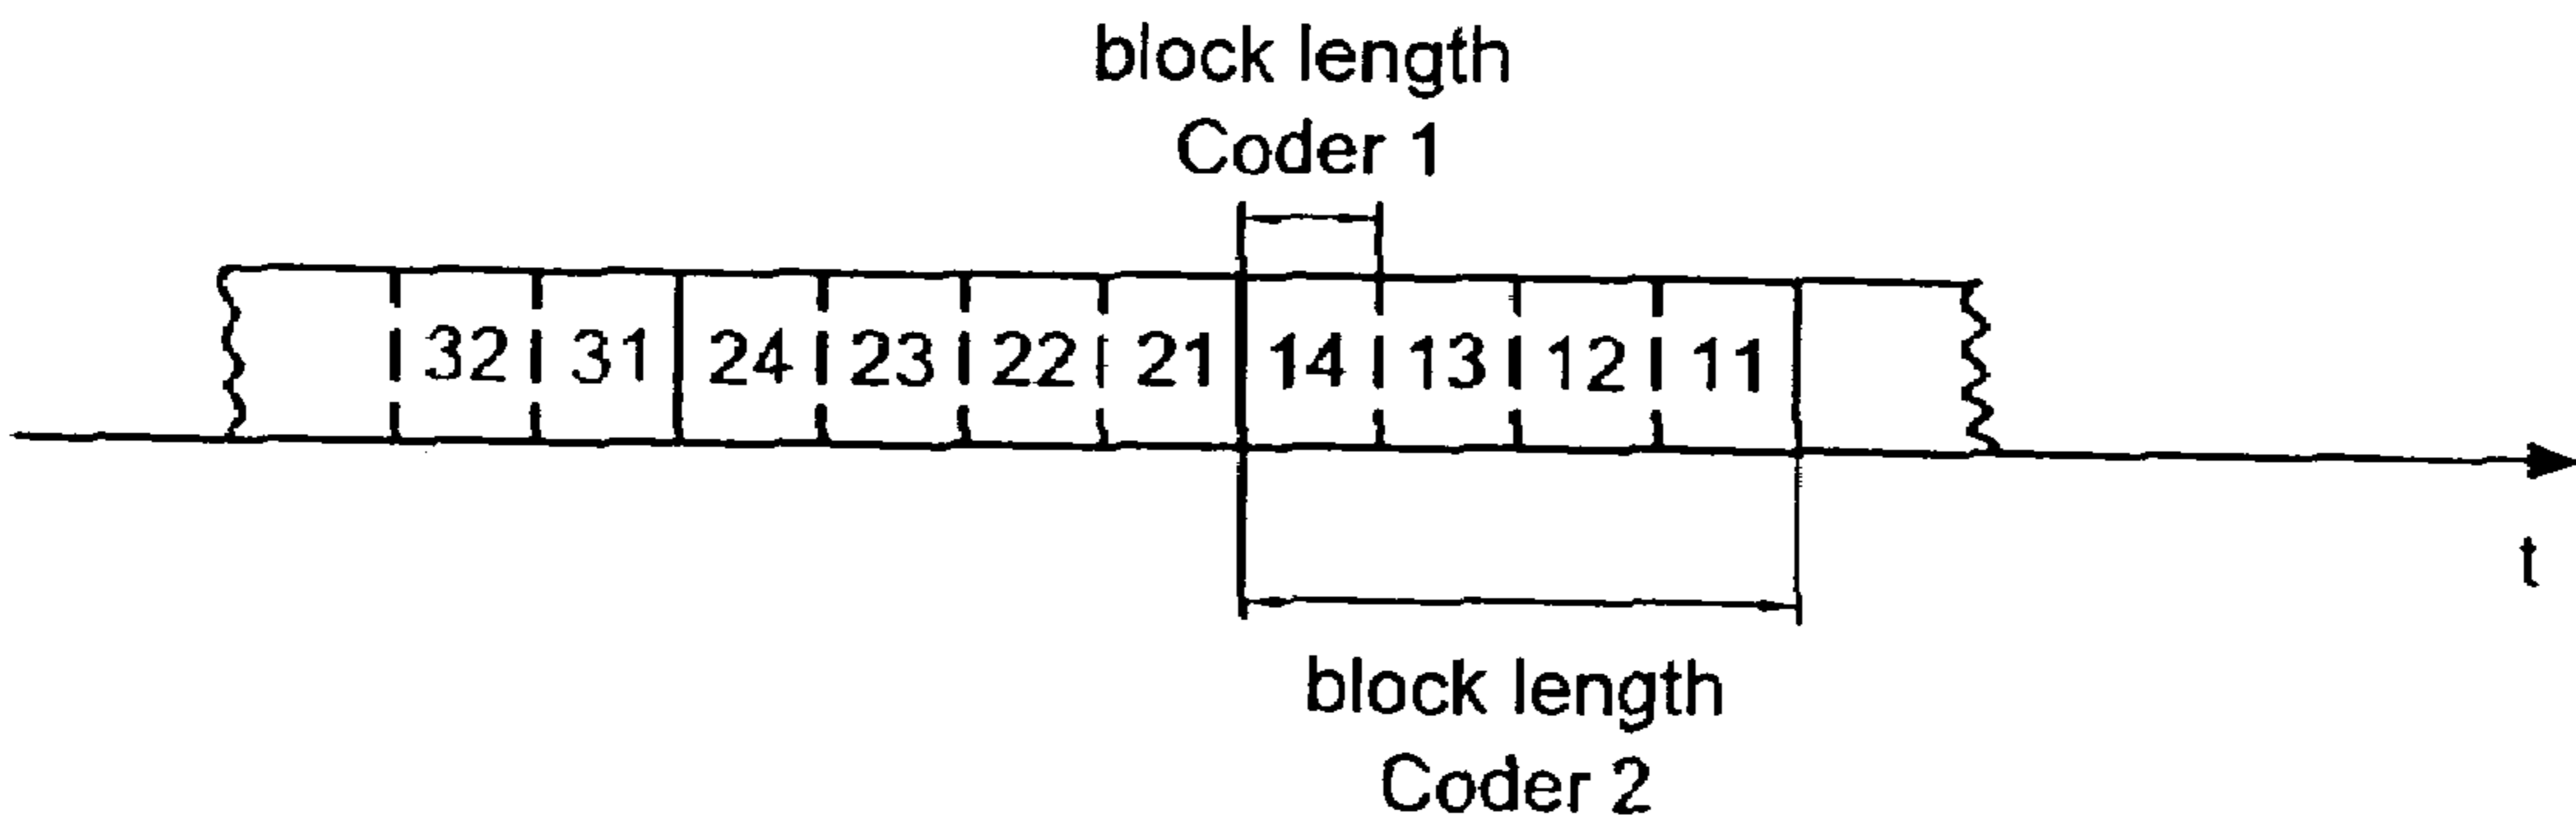 block length
Coder 1
32 31 24 23 22 21 14 13 12 11
t
block length
Coder 2